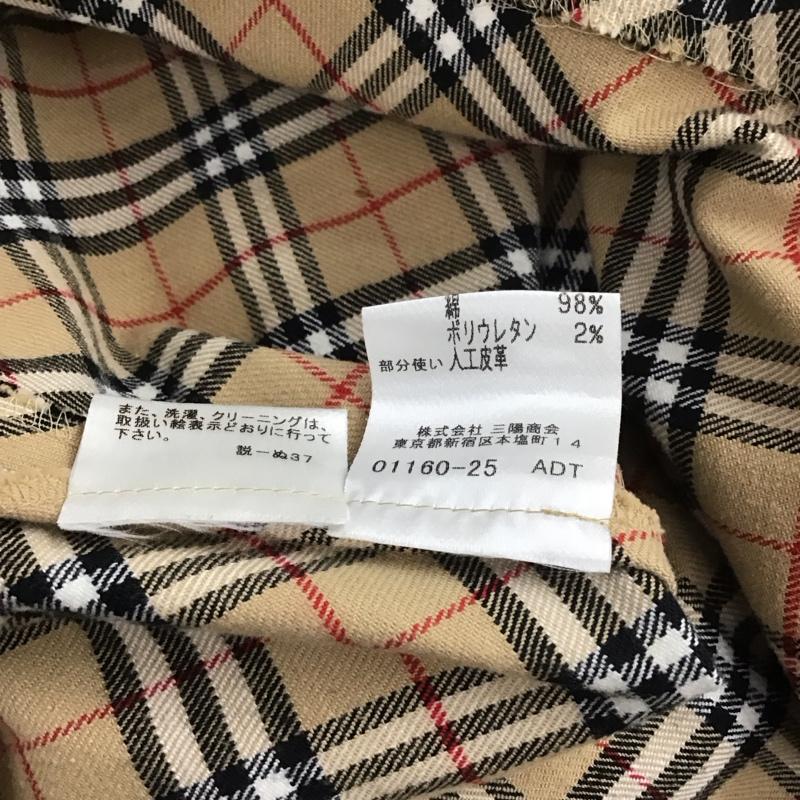 綿 98%
ポリウレタン 2%
部分使い 人工皮革
株式会社 三陽商会
東京都新宿区本塩町14
01160-25 ADT
また、洗濯、クリーニングは、
取扱い絵表示どおりに行って
下さい。
説ーぬ37